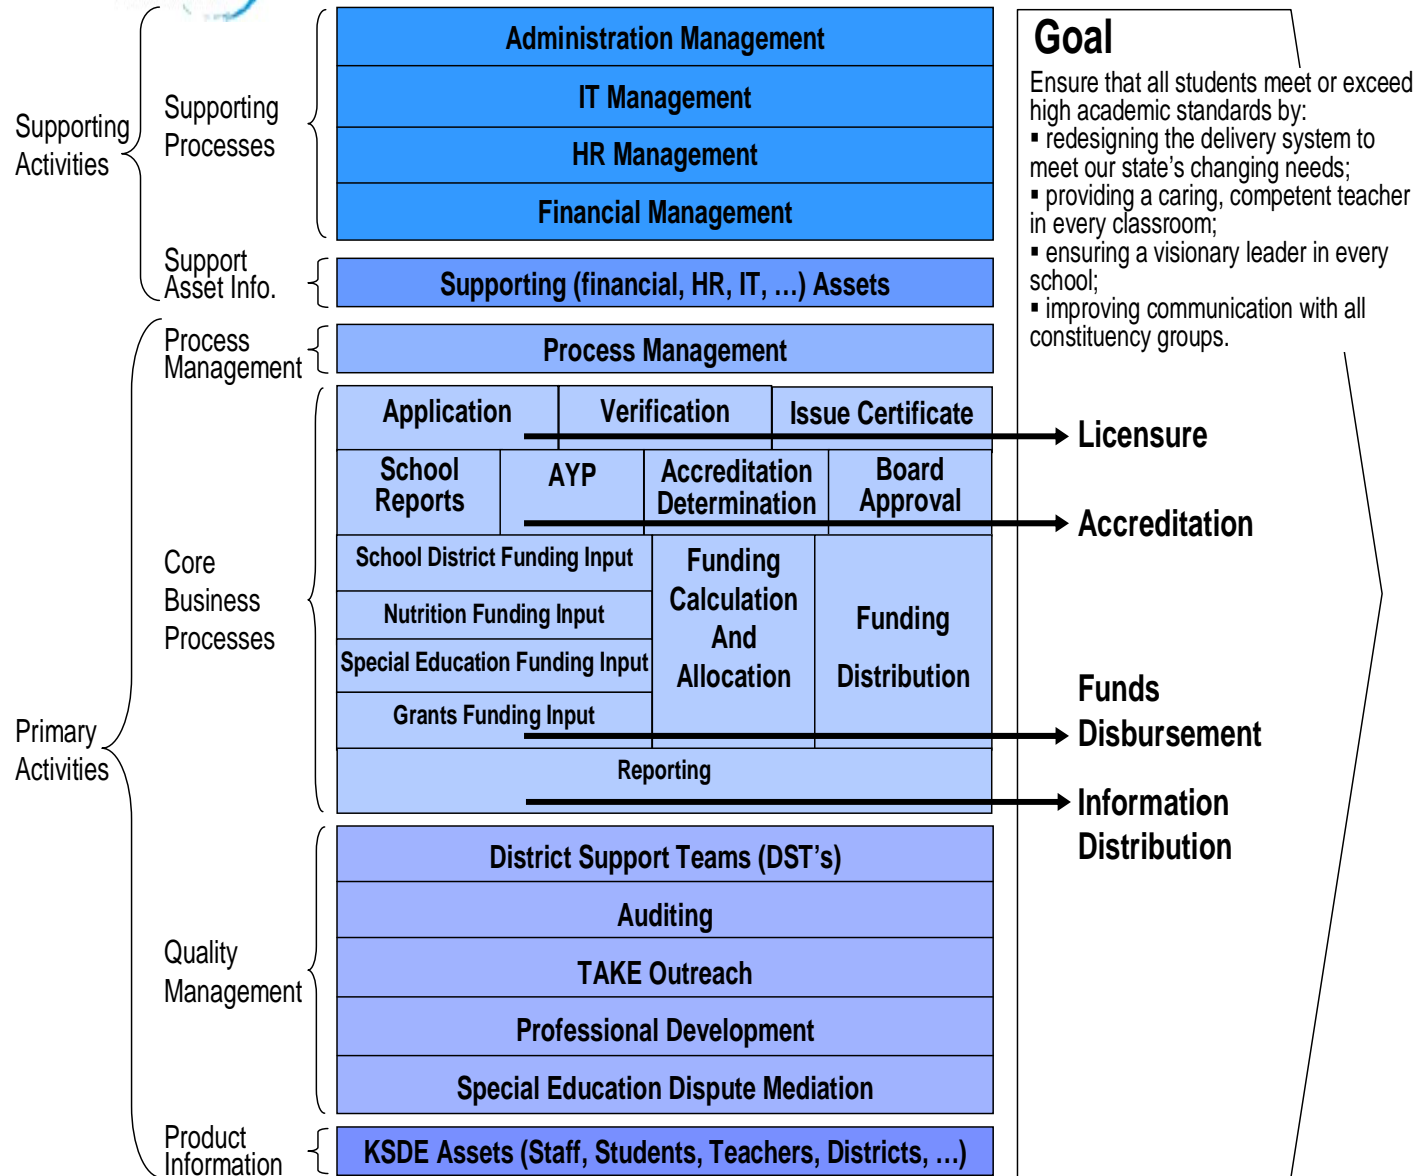 Supporting
Activities
Supporting
Processes
Administration Management
IT Management
HR Management
Financial Management
Support
Asset Info.
Supporting (financial, HR, IT, …) Assets
Goal
Ensure that all students meet or exceed
high academic standards by:
▪ redesigning the delivery system to
meet our state’s changing needs;
▪ providing a caring, competent teacher
in every classroom;
▪ ensuring a visionary leader in every
school;
▪ improving communication with all
constituency groups.
Primary
Activities
Process
Management
Process Management
Core
Business
Processes
Application
Verification
Issue Certificate
Licensure
School
Reports
AYP
Accreditation
Determination
Board
Approval
Accreditation
School District Funding Input
Nutrition Funding Input
Special Education Funding Input
Grants Funding Input
Funding
Calculation
And
Allocation
Funding
Distribution
Funds
Disbursement
Reporting
Information
Distribution
Quality
Management
District Support Teams (DST’s)
Auditing
TAKE Outreach
Professional Development
Special Education Dispute Mediation
Product
Information
KSDE Assets (Staff, Students, Teachers, Districts, …)